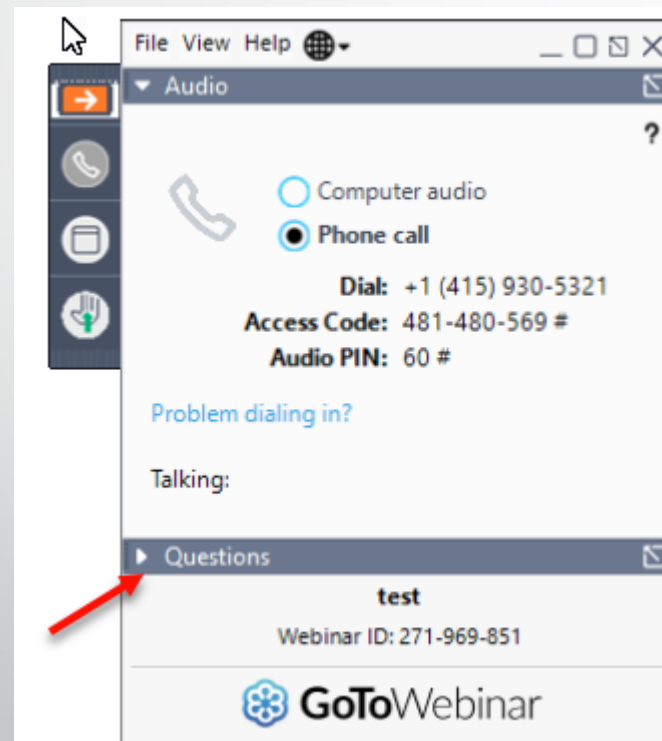 File View Help
Audio
?
Computer audio
Phone call
Dial: +1 (415) 930-5321
Access Code: 481-480-569 #
Audio PIN: 60 #
Problem dialing in?
Talking:
Questions
test
Webinar ID: 271-969-851
GoToWebinar